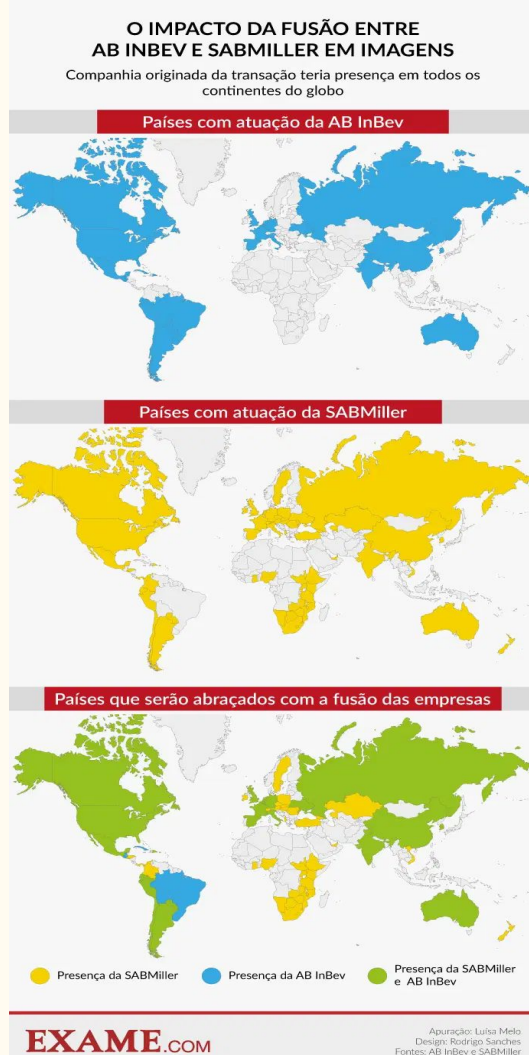 O IMPACTO DA FUSÃO ENTRE
AB INBEV E SABMILLER EM IMAGENS
Companhia originada da transação teria presença em todos os
continentes do globo
Países com atuação da AB InBev
Países com atuação da SABMiller
Países que serão abraçados com a fusão das empresas
Presença da SABMiller
Presença da AB InBev
Presença da SABMiller
e AB InBev
EXAME.COM
Apuração: Luísa Melo
Design: Rodrigo Sanches
Fontes: AB InBev e SABMiller